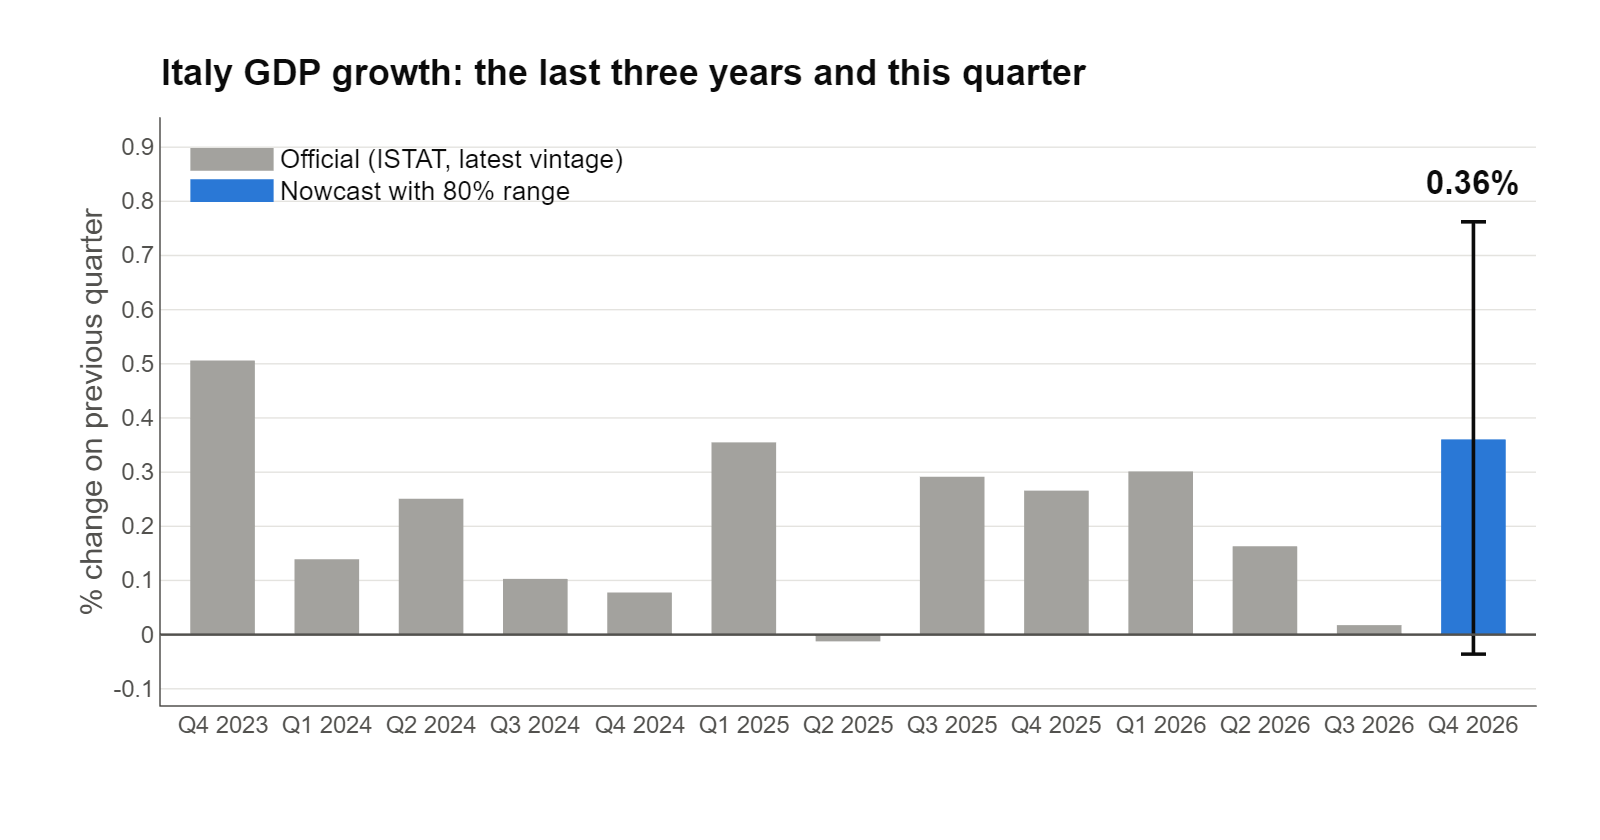 Italy GDP growth: the last three years and this quarter
Official (ISTAT, latest vintage)
Nowcast with 80% range
0.36%
% change on previous quarter
0.9
0.8
0.7
0.6
0.5
0.4
0.3
0.2
0.1
0
-0.1
Q4 2023 Q1 2024 Q2 2024 Q3 2024 Q4 2024 Q1 2025 Q2 2025 Q3 2025 Q4 2025 Q1 2026 Q2 2026 Q3 2026 Q4 2026